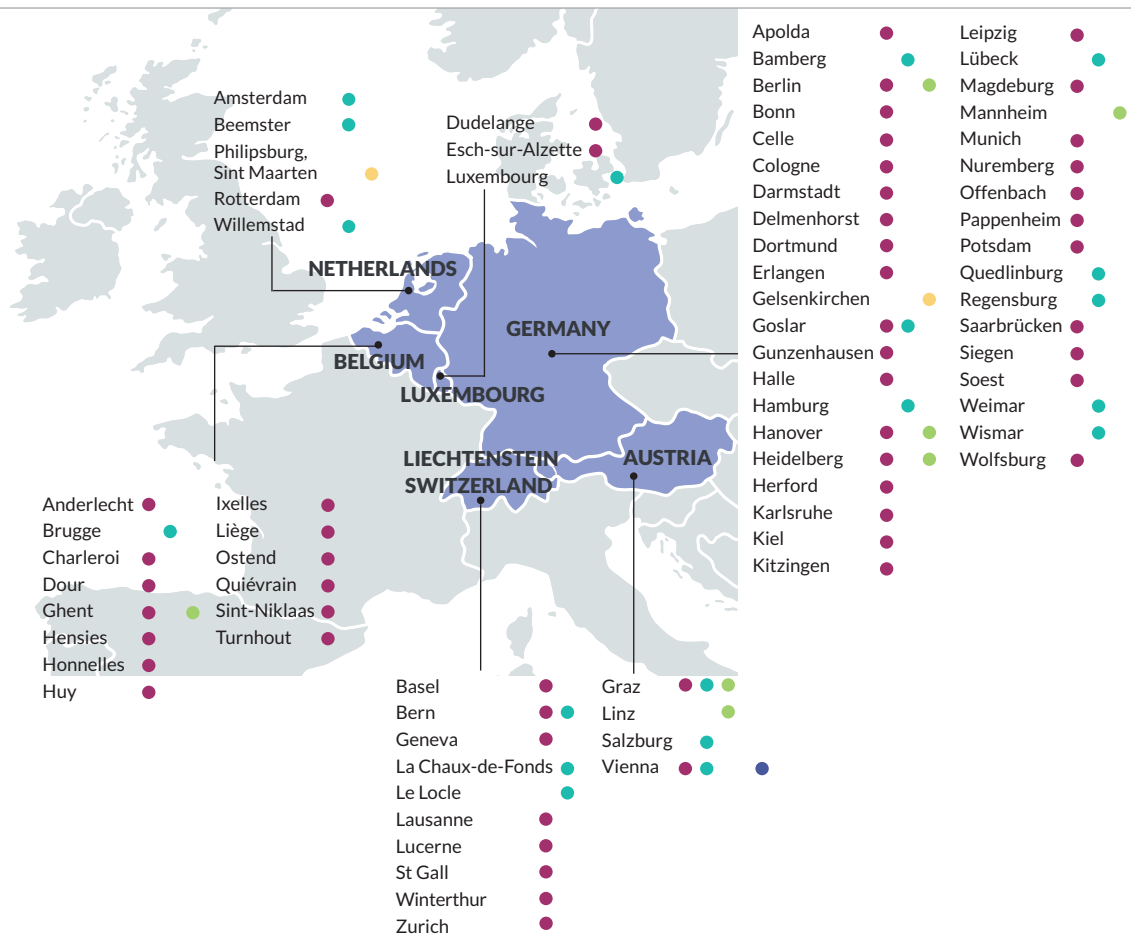 Amsterdam
Beemster
Philipsburg,
Sint Maarten
Rotterdam
Willemstad
Dudelange
Esch-sur-Alzette
Luxembourg
NETHERLANDS
BELGIUM
LUXEMBOURG
GERMANY
LIECHTENSTEIN
SWITZERLAND
AUSTRIA
Apolda
Bamberg
Berlin
Bonn
Celle
Cologne
Darmstadt
Delmenhorst
Dortmund
Erlangen
Gelsenkirchen
Goslar
Gunzenhausen
Halle
Hamburg
Hanover
Heidelberg
Herford
Karlsruhe
Kiel
Kitzingen
Leipzig
Lübeck
Magdeburg
Mannheim
Munich
Nuremberg
Offenbach
Pappenheim
Potsdam
Quedlinburg
Regensburg
Saarbrücken
Siegen
Soest
Weimar
Wismar
Wolfsburg
Anderlecht
Brugge
Charleroi
Dour
Ghent
Hensies
Honnelles
Huy
Ixelles
Liège
Ostend
Quiévrain
Sint-Niklaas
Turnhout
Basel
Bern
Geneva
La Chaux-de-Fonds
Le Locle
Lausanne
Lucerne
St Gall
Winterthur
Zurich
Graz
Linz
Salzburg
Vienna